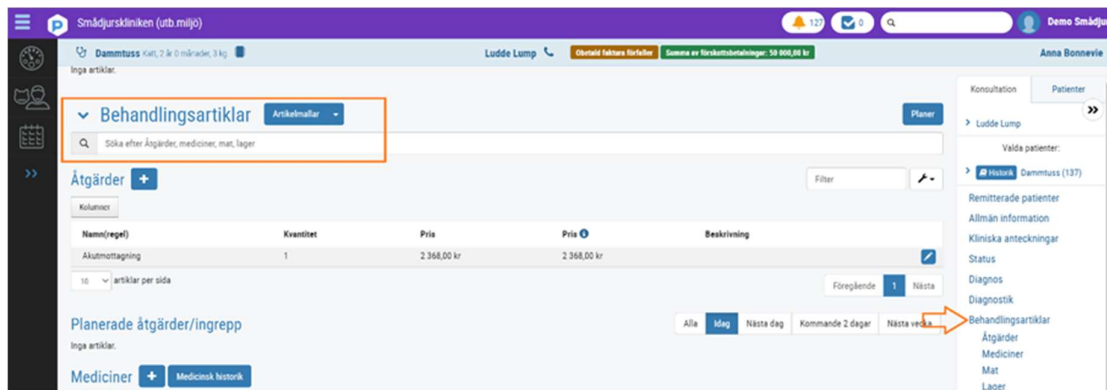 Smådjurskliniken (utb.miljö)
127
0
Demo Smådju
Dammtuss Katt, 2 år 0 månader, 3 kg
Ludde Lump
Obetald faktura förfaller
Summa av förskottsbetalningar: 50 000,00 kr
Anna Bonnevie
Inga artiklar.
Behandlingsartiklar
Artikelmallar
Planer
Söka efter Åtgärder, mediciner, mat, lager
Åtgärder
Filter
Kolumner
Namn(regel) Kvantitet Pris Pris Beskrivning
Akutmottagning 1 2 368,00 kr 2 368,00 kr
10 artiklar per sida
Föregående 1 Nästa
Planerade åtgärder/ingrepp
Alla Idag Nästa dag Kommande 2 dagar Nästa vecka
Inga artiklar.
Mediciner
Medicinsk historik
Konsultation Patienter
Ludde Lump
Valda patienter:
Historik Dammtuss (137)
Remitterade patienter
Allmän information
Kliniska anteckningar
Status
Diagnos
Diagnostik
Behandlingsartiklar
Åtgärder
Mediciner
Mat
Lager